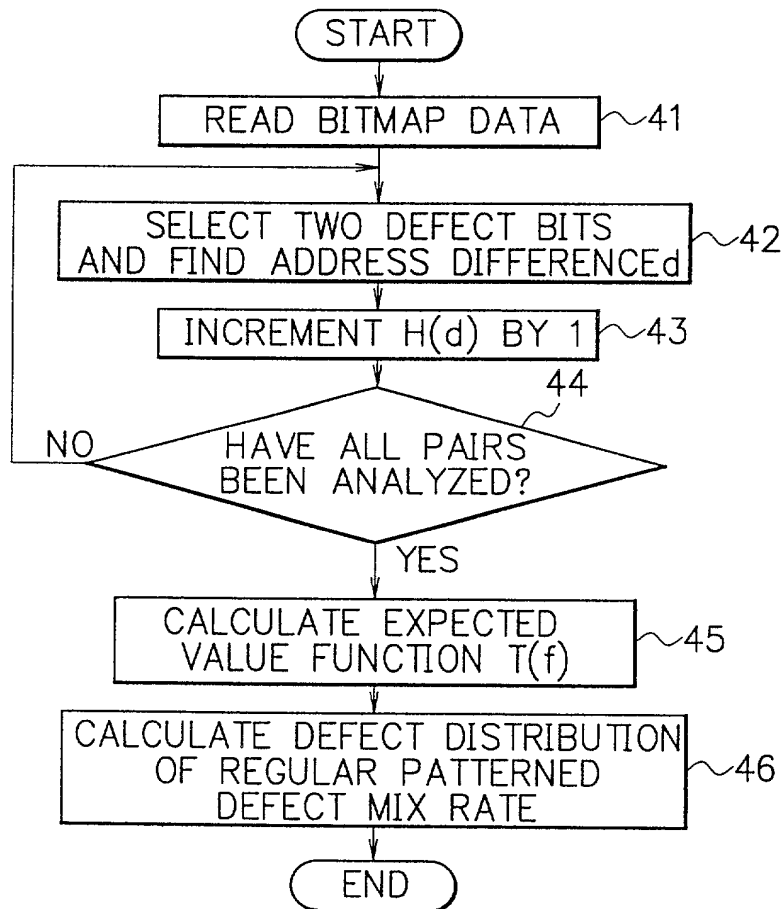 START
READ BITMAP DATA
41
SELECT TWO DEFECT BITS
AND FIND ADDRESS DIFFERENCEd
42
INCREMENT H(d) BY 1
43
44
HAVE ALL PAIRS
BEEN ANALYZED?
NO
YES
CALCULATE EXPECTED
VALUE FUNCTION T(f)
45
CALCULATE DEFECT DISTRIBUTION
OF REGULAR PATTERNED
DEFECT MIX RATE
46
END